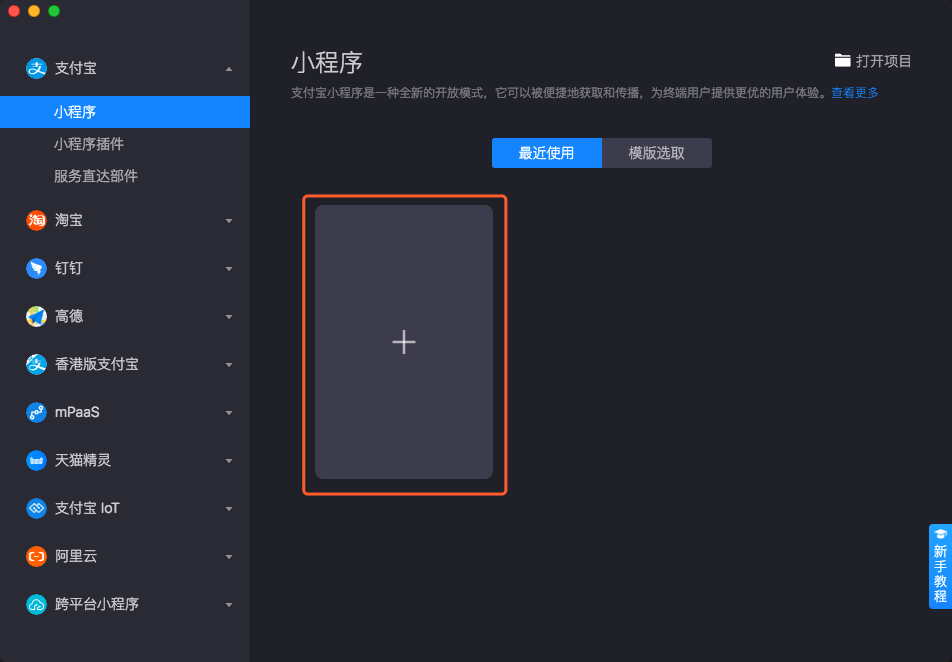 支付宝
小程序
小程序插件
服务直达部件
淘
淘宝
钉钉
高德
香港版支付宝
mPaaS
天猫精灵
支付宝 IoT
阿里云
跨平台小程序
小程序
打开项目
支付宝小程序是一种全新的开放模式，它可以被便捷地获取和传播，为终端用户提供更优的用户体验。查看更多
最近使用
模版选取
新手教程